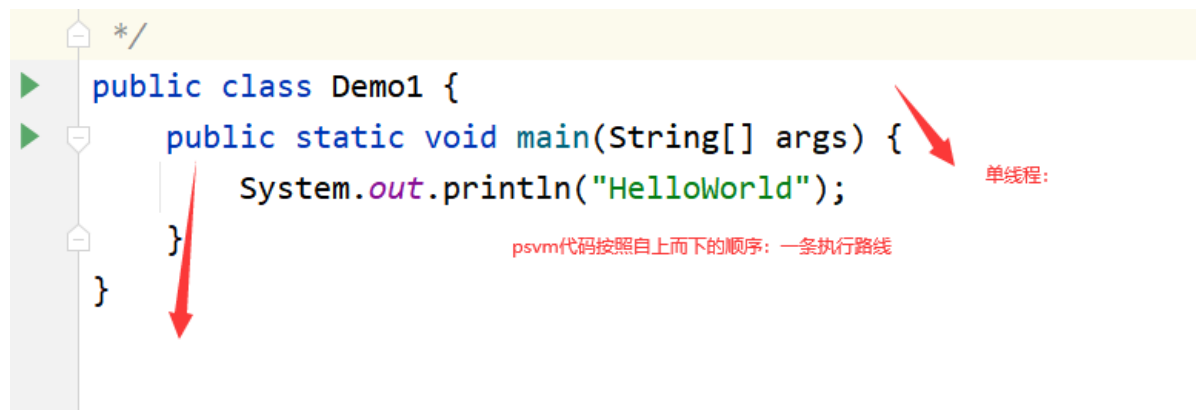 */
public class Demo1 {
public static void main(String[] args) {
单线程:
System.out.println("HelloWorld");
}
psvm代码按照自上而下的顺序：一条执行路线
}